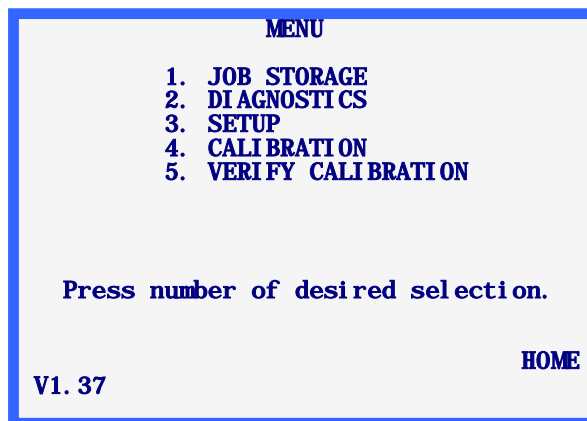 MENU
1. JOB STORAGE
2. DIAGNOSTICS
3. SETUP
4. CALIBRATION
5. VERIFY CALIBRATION
Press number of desired selection.
HOME
V1.37